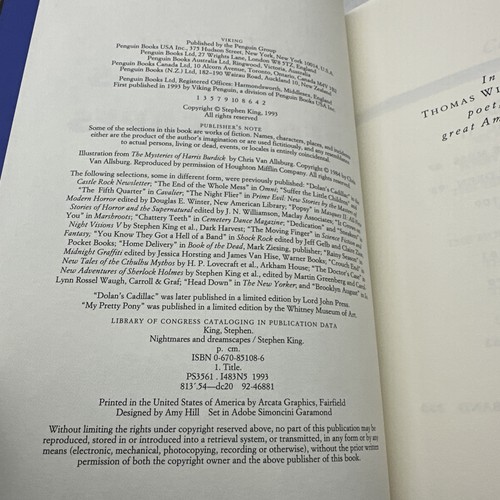 VIKING
Published by the Penguin Group
Penguin Books USA Inc., 375 Hudson Street, New York, New York 10014, U.S.A.
Penguin Books Ltd, 27 Wrights Lane, London W8 5TZ, England
Penguin Books Australia Ltd, Ringwood, Victoria, Australia
Penguin Books Canada Ltd, 10 Alcorn Avenue, Toronto, Ontario, Canada M4V 3B2
Penguin Books (N.Z.) Ltd, 182–190 Wairau Road, Auckland 10, New Zealand
Penguin Books Ltd, Registered Offices: Harmondsworth, Middlesex, England
First published in 1993 by Viking Penguin, a division of Penguin Books USA Inc.
1 3 5 7 9 10 8 6 4 2
Copyright © Stephen King, 1993
All rights reserved
PUBLISHER'S NOTE
Some of the selections in this book are works of fiction. Names, characters, places, and incidents
either are the product of the author's imagination or are used fictitiously, and any resemblance
to actual persons, living or dead, events, or locales is entirely coincidental.
Illustration from The Mysteries of Harris Burdick by Chris Van Allsburg. Copyright © 1984 by Chris
Van Allsburg. Reproduced by permission of Houghton Mifflin Company. All rights reserved.
The following selections, some in different form, were previously published: "Dolan's Cadillac" in
Castle Rock Newsletter; "The End of the Whole Mess" in Omni; "Suffer the Little Children" and
"The Fifth Quarter" in Cavalier; "The Night Flier" in Prime Evil: New Stories by the Masters of
Modern Horror edited by Douglas E. Winter, New American Library; "Popsy" in Masques II: All-New
Stories of Horror and the Supernatural edited by J. N. Williamson, Maclay Associates; "It Grows on
You" in Marshroots; "Chattery Teeth" in Cemetery Dance Magazine; "Dedication" and "Sneakers" in
Night Visions V by Stephen King et al., Dark Harvest; "The Moving Finger" in Science Fiction and
Fantasy; "You Know They Got a Hell of a Band" in Shock Rock edited by Jeff Gelb and Claire Zion,
Pocket Books; "Home Delivery" in Book of the Dead, Mark Ziesing, publisher; "Rainy Season" in
Midnight Graffiti edited by Jessica Horsting and James Van Hise, Warner Books; "Crouch End" in
New Tales of the Cthulhu Mythos by H. P. Lovecraft et al., Arkham House; "The Doctor's Case" in
New Adventures of Sherlock Holmes by Stephen King et al., edited by Martin Greenberg and Carol-
Lynn Rossel Waugh, Carroll & Graf; "Head Down" in The New Yorker; and "Brooklyn August" in
"Dolan's Cadillac" was later published in a limited edition by Lord John Press.
"My Pretty Pony" was published in a limited edition by the Whitney Museum of Art.
LIBRARY OF CONGRESS CATALOGING IN PUBLICATION DATA
King, Stephen.
Nightmares and dreamscapes / Stephen King.
p. cm.
ISBN 0-670-85108-6
I. Title.
PS3561.I483N5 1993
813'.54—dc20 92-46881
Printed in the United States of America by Arcata Graphics, Fairfield
Designed by Amy Hill Set in Adobe Simoncini Garamond
Without limiting the rights under copyright reserved above, no part of this publication may be
reproduced, stored in or introduced into a retrieval system, or transmitted, in any form or by any
means (electronic, mechanical, photocopying, recording or otherwise), without the prior written
permission of both the copyright owner and the above publisher of this book.
In
THOMAS WI
poet
great Am